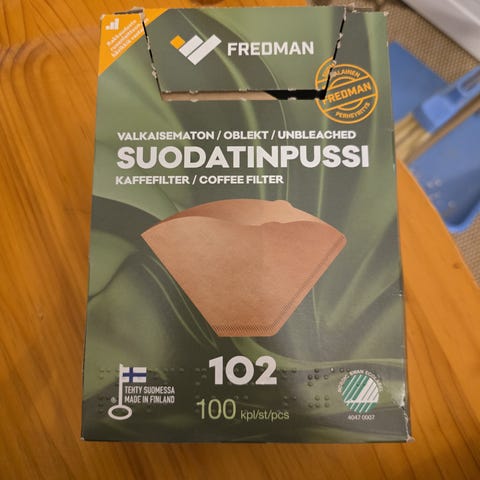 FREDMAN
FREDMAN
PERHEYRITYS
VALKAISEMATON / OBLEKT / UNBLEACHED
SUODATINPUSSI
KAFFEFILTER / COFFEE FILTER
102
100 kpl/st/pcs
TEHTY SUOMESSA
MADE IN FINLAND
4047 0007